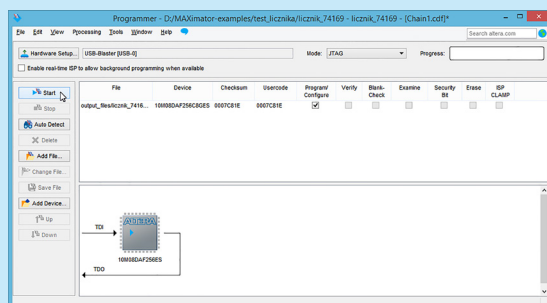 Programmer - D:/MAXimator-examples/test_licznika/licznik_74169 - licznik_74169 - [Chain1.cdf]*
File Edit View Processing Tools Window Help
Search altera.com
Hardware Setup... USB-Blaster [USB-0] Mode: JTAG Progress:
Enable real-time ISP to allow background programming when available
Start
Stop
Auto Detect
Delete
Add File...
Change File...
Save File
Add Device...
Up
Down
File Device Checksum Usercode Program/ Configure Verify Blank- Check Examine Security Bit Erase ISP CLAMP
output_files/licznik_7416... 10M08DAF256C8GES 0007C81E 0007C81E
TDI
ALTERA
10M08DAF256ES
TDO